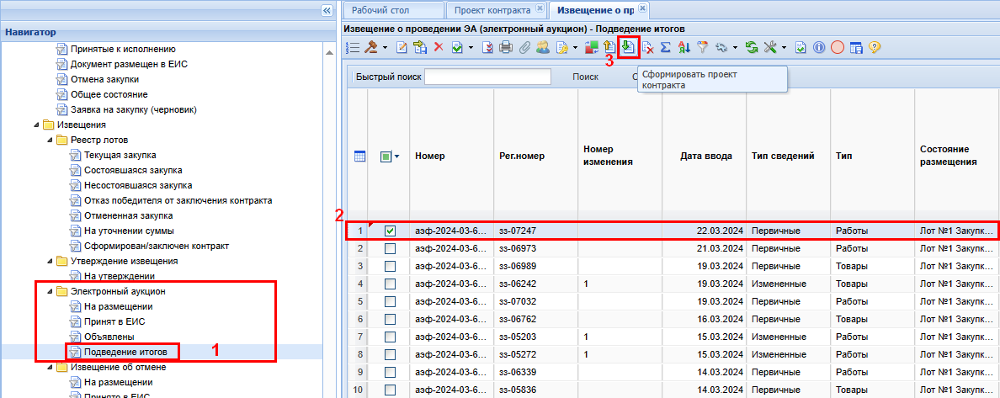 Рабочий стол
Проект контракта
Извещение о пр
Навигатор
Принятые к исполнению
Документ размещен в ЕИС
Отмена закупки
Общее состояние
Заявка на закупку (черновик)
Извещения
Реестр лотов
Текущая закупка
Состоявшаяся закупка
Несостоявшаяся закупка
Отказ победителя от заключения контракта
Отмененная закупка
На уточнении суммы
Сформирован/заключен контракт
Утверждение извещения
На утверждении
Электронный аукцион
На размещении
Принят в ЕИС
Объявлены
Подведение итогов
1
Извещение об отмене
На размещении
Принято в ЕИС
Извещение о проведении ЭА (электронный аукцион) - Подведение итогов
3
Сформировать проект
контракта
Быстрый поиск
Поиск
Номер
Рег.номер
Номер
изменения
Дата ввода
Тип сведений
Тип
Состояние
размещения
2
1 аэф-2024-03-6... зз-07247 22.03.2024 Первичные Работы Лот №1 Закупк...
2 аэф-2024-03-6... зз-06973 21.03.2024 Первичные Работы Лот №1 Закупк...
3 аэф-2024-03-6... зз-06989 19.03.2024 Первичные Товары Лот №1 Закупк...
4 аэф-2024-03-6... зз-06242 1 19.03.2024 Измененные Товары Лот №1 Закупк...
5 аэф-2024-03-6... зз-07032 19.03.2024 Первичные Работы Лот №1 Закупк...
6 аэф-2024-03-6... зз-06762 16.03.2024 Первичные Товары Лот №1 Закупк...
7 аэф-2024-03-6... зз-05203 1 15.03.2024 Измененные Товары Лот №1 Закупк...
8 аэф-2024-03-6... зз-05272 1 15.03.2024 Измененные Работы Лот №1 Закупк...
9 аэф-2024-03-6... зз-06339 14.03.2024 Первичные Работы Лот №1 Закупк...
10 аэф-2024-03-6... зз-05836 14.03.2024 Первичные Товары Лот №1 Закупк...